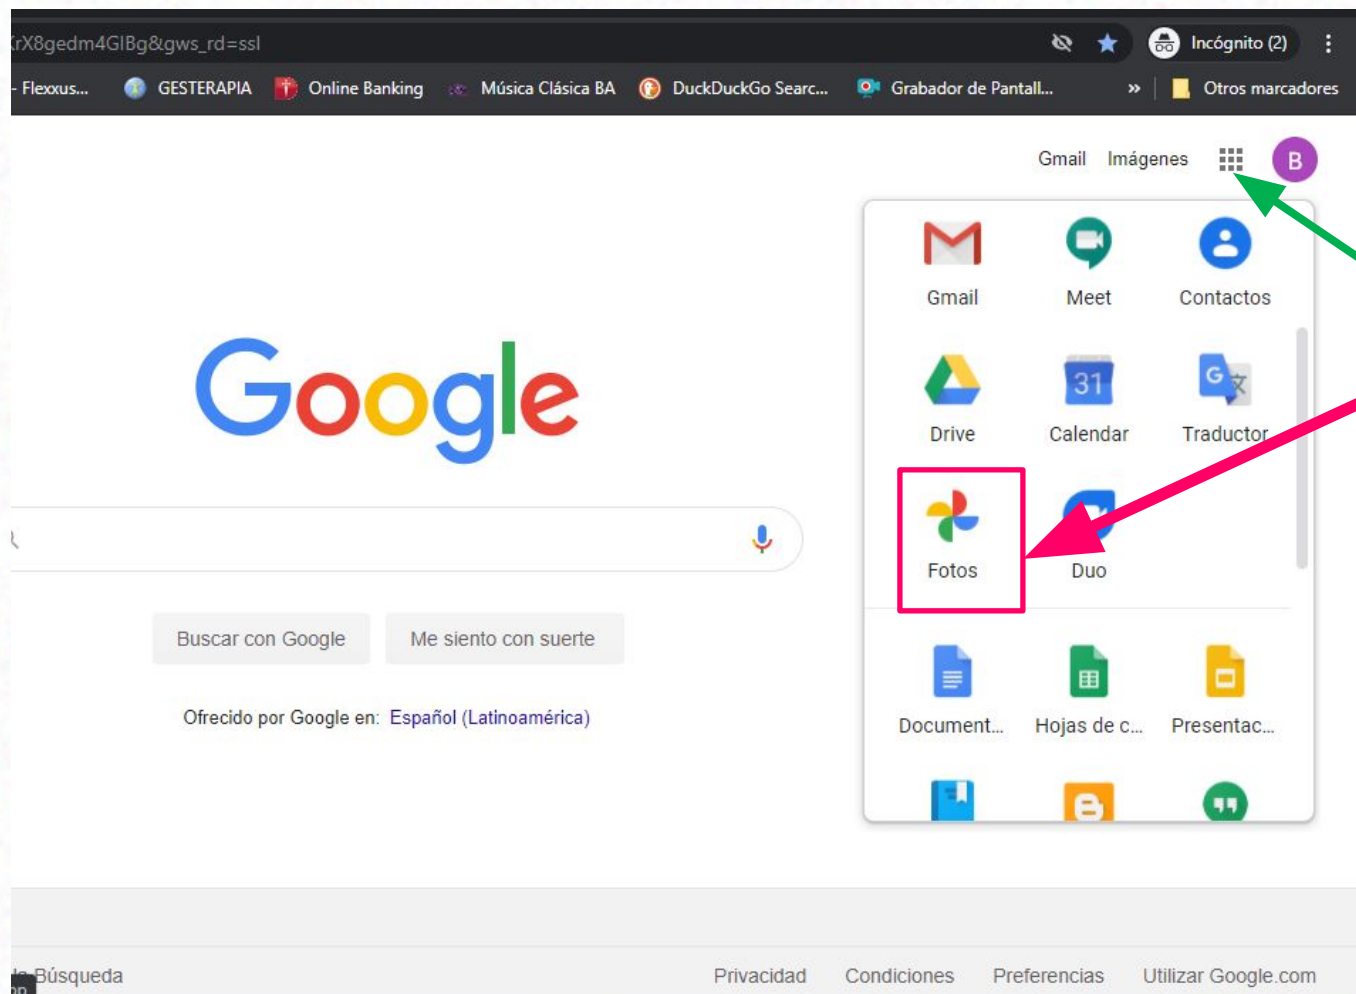 rX8gedm4GIBg&gws_rd=ssl
Incógnito (2)
- Flexxus... GESTERAPIA Online Banking Música Clásica BA DuckDuckGo Searc... Grabador de Pantall... » Otros marcadores
Gmail Imágenes B
Gmail Meet Contactos
31 G
Drive Calendar Traductor
Google
Fotos Duo
Buscar con Google Me siento con suerte
Ofrecido por Google en: Español (Latinoamérica)
Document... Hojas de c... Presentac...
Búsqueda
Privacidad Condiciones Preferencias Utilizar Google.com